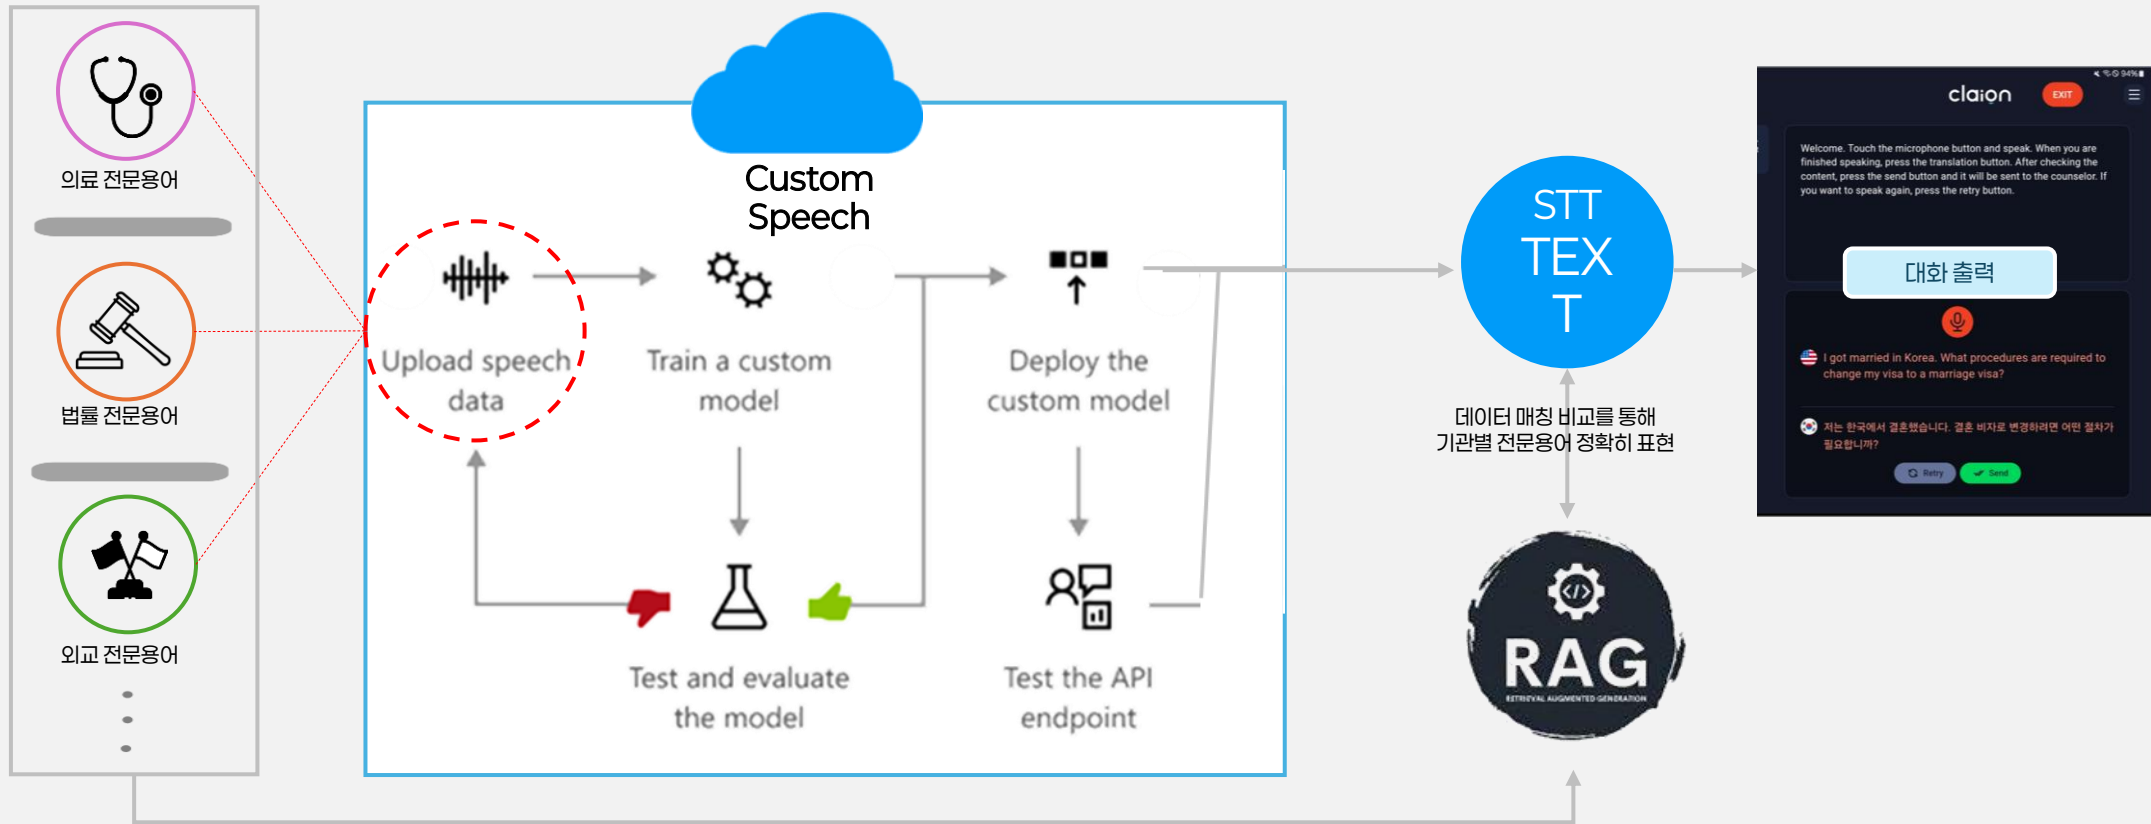 의료 전문용어
법률 전문용어
외교 전문용어
Custom
Speech
Upload speech
data
Train a custom
model
Deploy the
custom model
Test and evaluate
the model
Test the API
endpoint
STT
TEX
T
데이터 매칭 비교를 통해
기관별 전문용어 정확히 표현
RAG
RETRIEVAL AUGMENTED GENERATION
94%
claion
EXIT
Welcome. Touch the microphone button and speak. When you are
finished speaking, press the translation button. After checking the
content, press the send button and it will be sent to the counselor. If
you want to speak again, press the retry button.
대화 출력
I got married in Korea. What procedures are required to
change my visa to a marriage visa?
저는 한국에서 결혼했습니다. 결혼 비자로 변경하려면 어떤 절차가
필요합니까?
Retry
Send